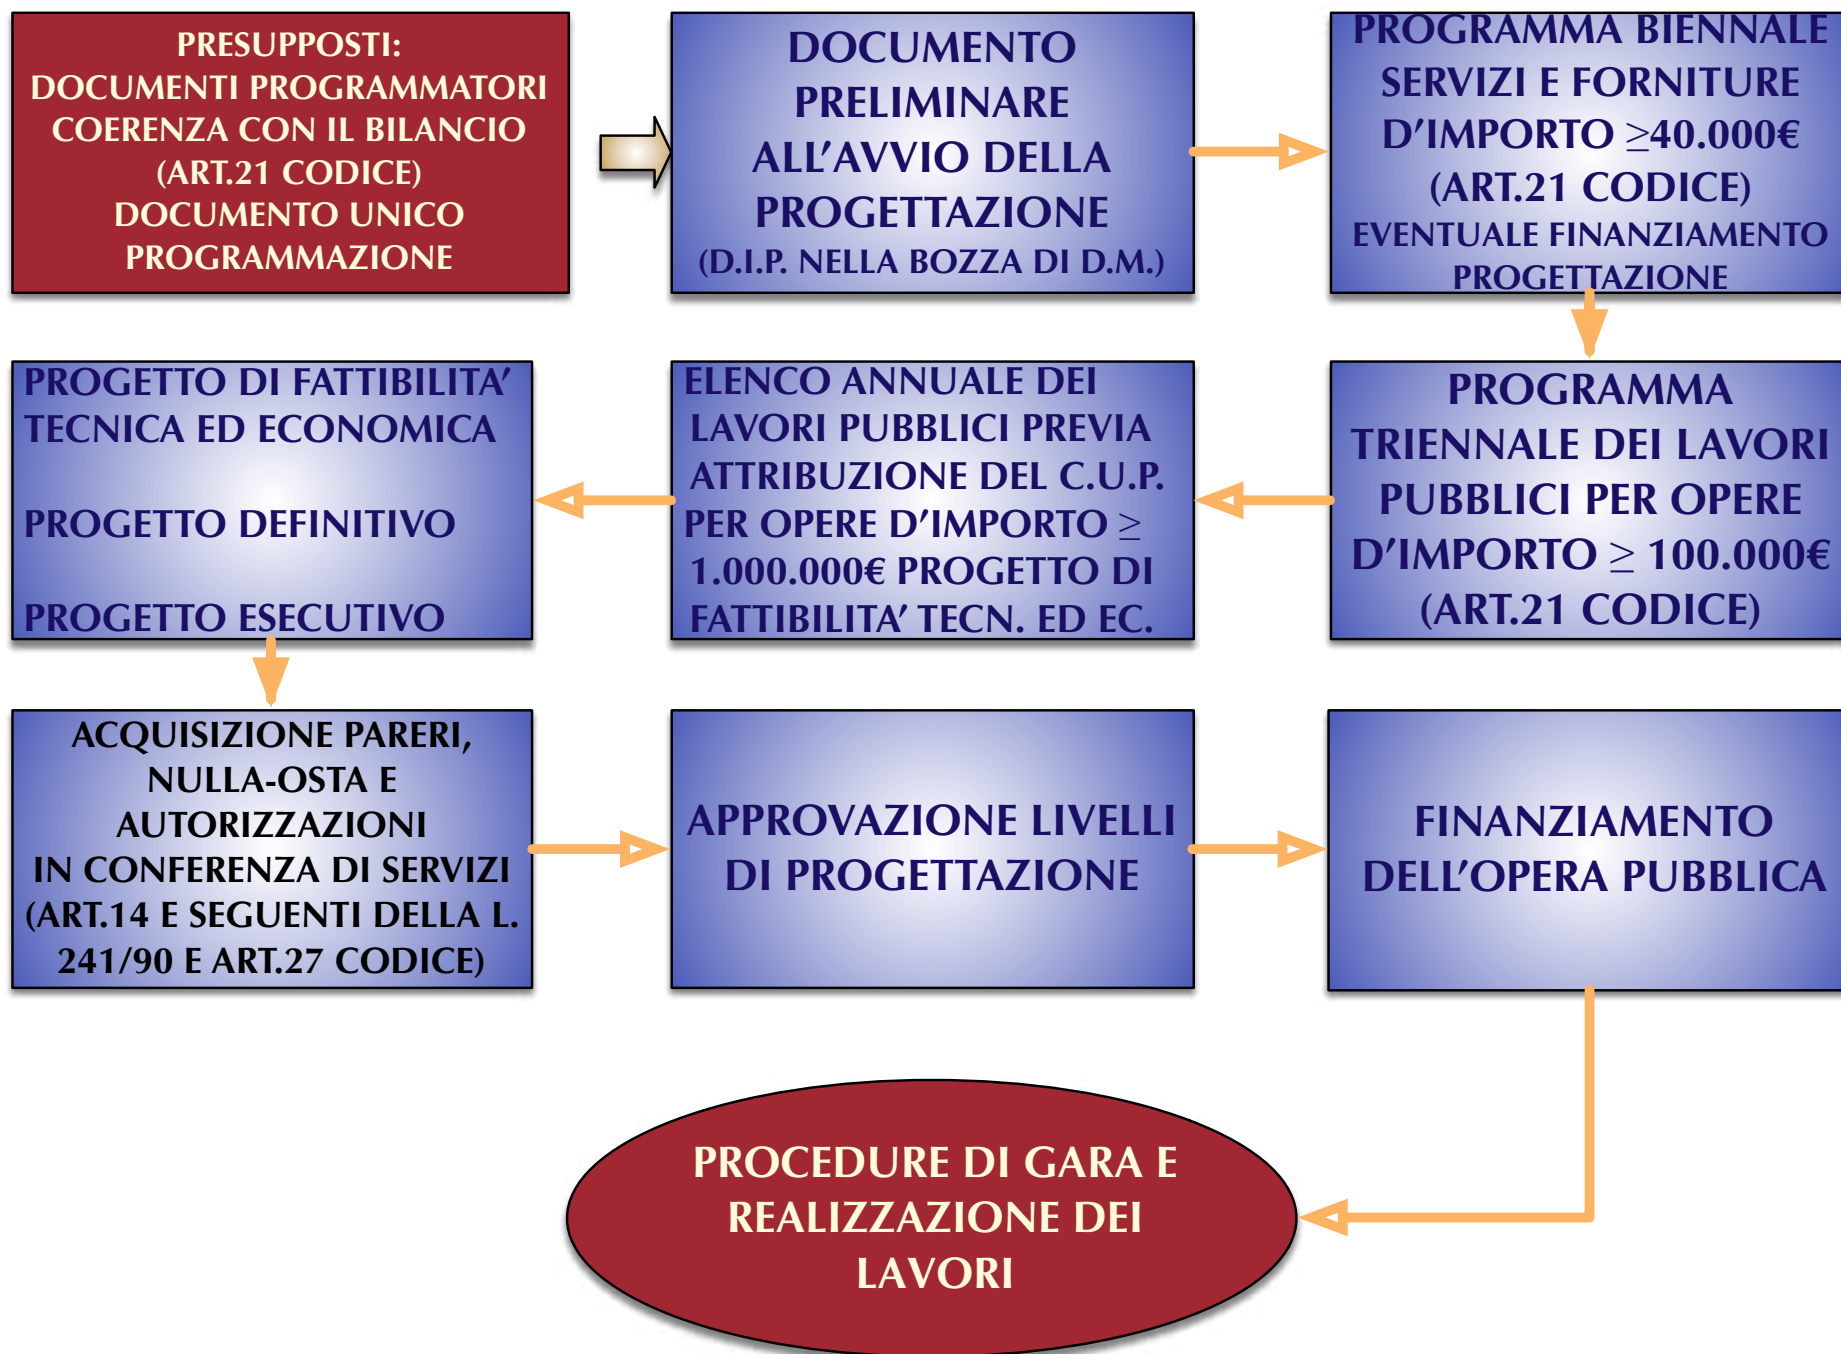 PRESUPPOSTI:
DOCUMENTI PROGRAMMATORI
COERENZA CON IL BILANCIO
(ART.21 CODICE)
DOCUMENTO UNICO
PROGRAMMAZIONE
DOCUMENTO
PRELIMINARE
ALL’AVVIO DELLA
PROGETTAZIONE
(D.I.P. NELLA BOZZA DI D.M.)
PROGRAMMA BIENNALE
SERVIZI E FORNITURE
D’IMPORTO ≥40.000€
(ART.21 CODICE)
EVENTUALE FINANZIAMENTO
PROGETTAZIONE
PROGRAMMA
TRIENNALE DEI LAVORI
PUBBLICI PER OPERE
D’IMPORTO ≥ 100.000€
(ART.21 CODICE)
ELENCO ANNUALE DEI
LAVORI PUBBLICI PREVIA
ATTRIBUZIONE DEL C.U.P.
PER OPERE D’IMPORTO ≥
1.000.000€ PROGETTO DI
FATTIBILITA’ TECN. ED EC.
PROGETTO DI FATTIBILITA’
TECNICA ED ECONOMICA
PROGETTO DEFINITIVO
PROGETTO ESECUTIVO
ACQUISIZIONE PARERI,
NULLA-OSTA E
AUTORIZZAZIONI
IN CONFERENZA DI SERVIZI
(ART.14 E SEGUENTI DELLA L.
241/90 E ART.27 CODICE)
APPROVAZIONE LIVELLI
DI PROGETTAZIONE
FINANZIAMENTO
DELL’OPERA PUBBLICA
PROCEDURE DI GARA E
REALIZZAZIONE DEI
LAVORI